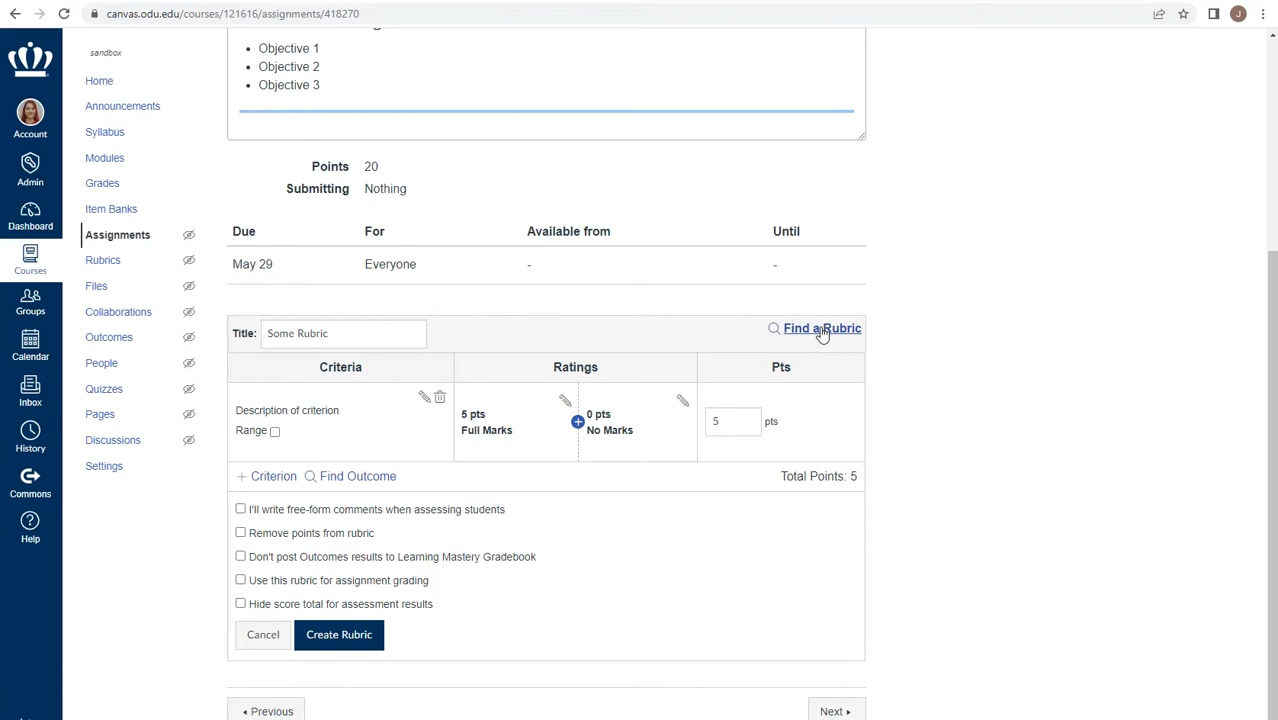 canvas.odu.edu/courses/121616/assignments/418270
J
Account
Admin
Dashboard
Courses
Groups
Calendar
Inbox
History
Commons
Help
sandbox
Home
Announcements
Syllabus
Modules
Grades
Item Banks
Assignments
Rubrics
Files
Collaborations
Outcomes
People
Quizzes
Pages
Discussions
Settings
Objective 1
Objective 2
Objective 3
Points 20
Submitting Nothing
Due For Available from Until
May 29 Everyone - -
Title: Some Rubric Find a Rubric
Criteria Ratings Pts
Description of criterion
Range
5 pts
Full Marks
0 pts
No Marks
5 pts
+ Criterion Find Outcome Total Points: 5
I'll write free-form comments when assessing students
Remove points from rubric
Don't post Outcomes results to Learning Mastery Gradebook
Use this rubric for assignment grading
Hide score total for assessment results
Cancel Create Rubric
Previous Next